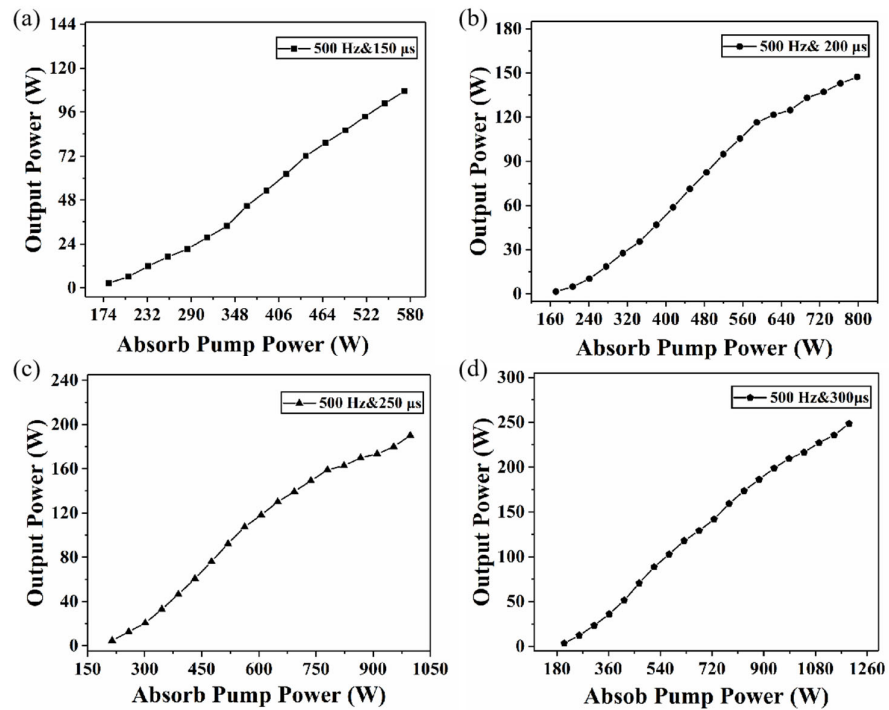 (a)
144
120
96
72
48
24
0
Output Power (W)
500 Hz&150 μs
174 232 290 348 406 464 522 580
Absorb Pump Power (W)
(b)
180
150
120
90
60
30
0
Output Power (W)
500 Hz& 200 μs
160 240 320 400 480 560 640 720 800
Absorb Pump Power (W)
(c)
240
200
160
120
80
40
0
Output Power (W)
500 Hz&250 μs
150 300 450 600 750 900 1050
Absorb Pump Power (W)
(d)
300
250
200
150
100
50
0
Output Power (W)
500 Hz&300μs
180 360 540 720 900 1080 1260
Absob Pump Power (W)